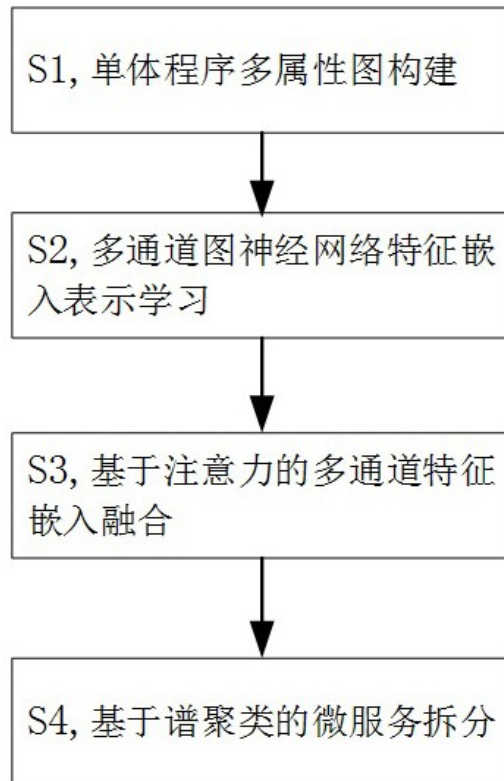 S1, 单体程序多属性图构建
S2, 多通道图神经网络特征嵌
入表示学习
S3, 基于注意力的多通道特征
嵌入融合
S4, 基于谱聚类的微服务拆分